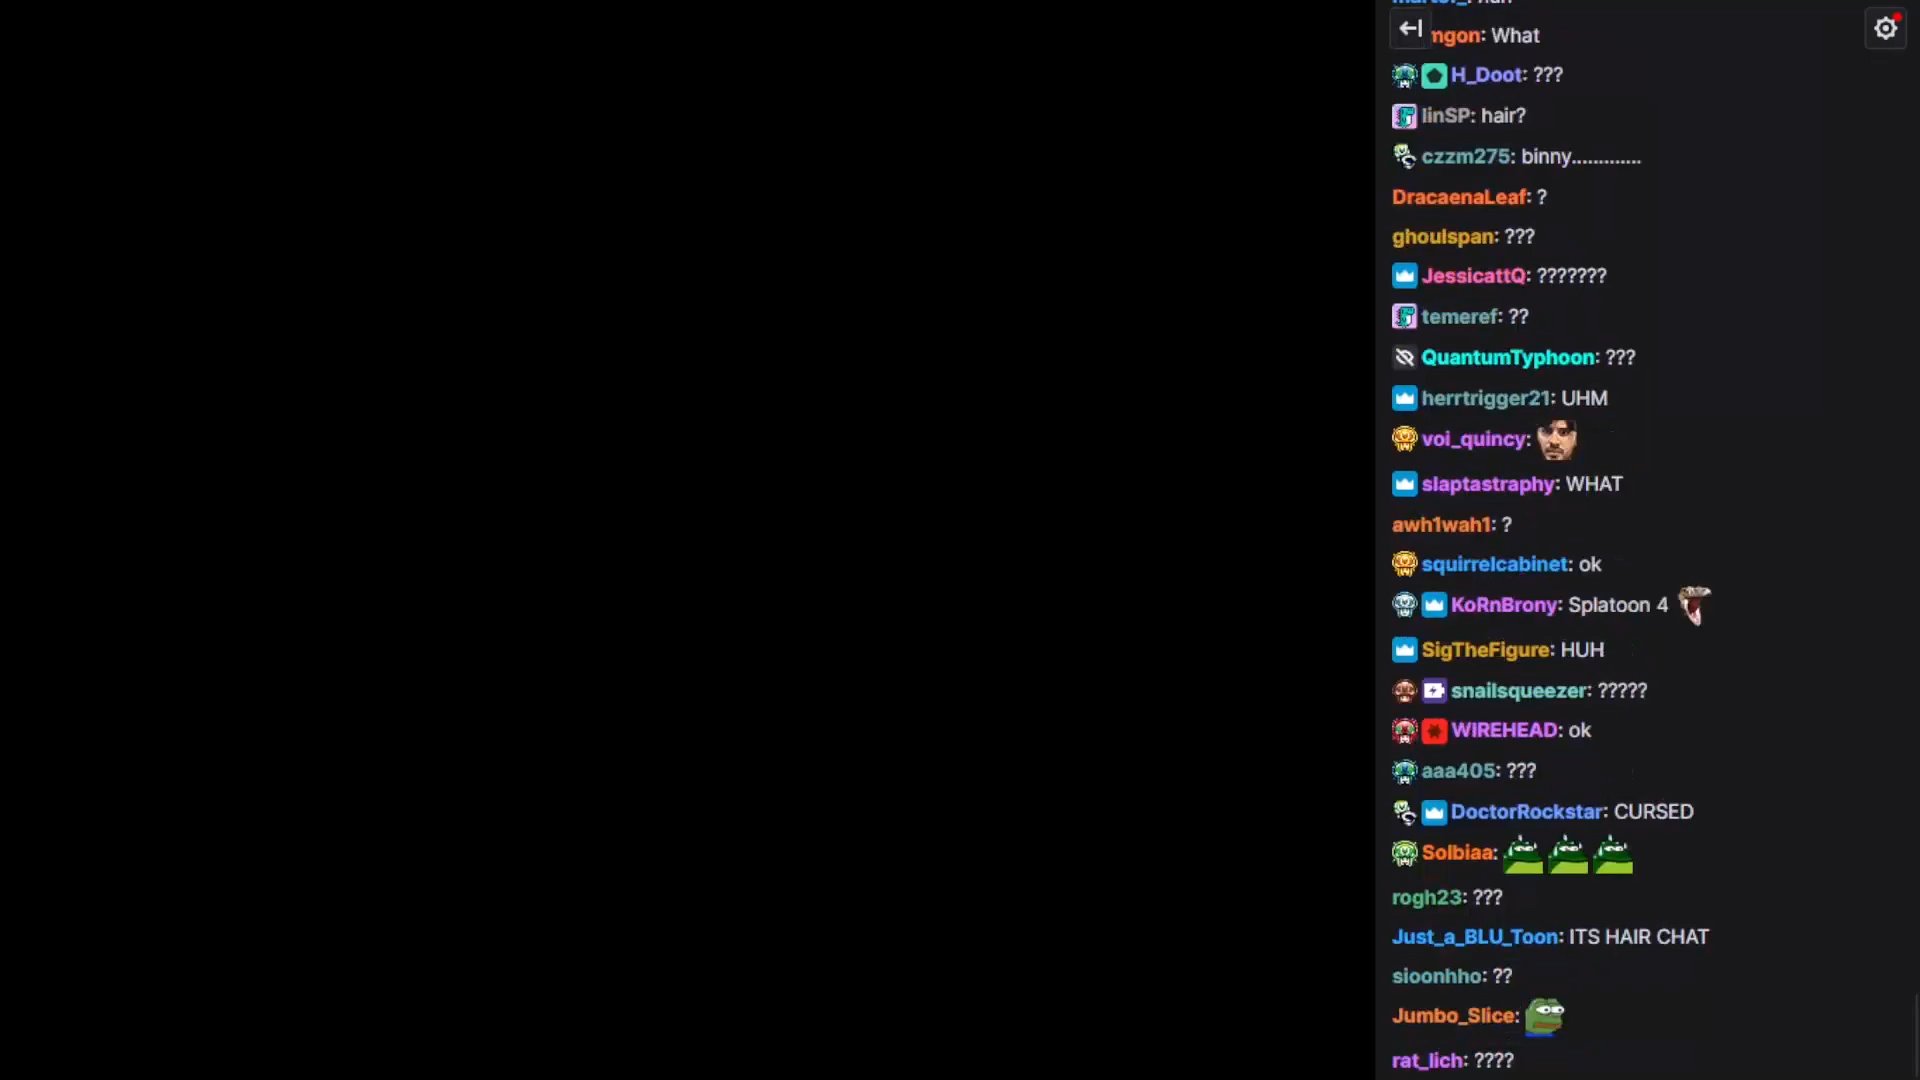 mgon: What
H_Doot: ???
linSP: hair?
czzm275: binny.............
DracaenaLeaf: ?
ghoulspan: ???
JessicattQ: ???????
temeref: ??
QuantumTyphoon: ???
herrtrigger21: UHM
voi_quincy:
slaptastraphy: WHAT
awh1wah1: ?
squirrelcabinet: ok
KoRnBrony: Splatoon 4
SigTheFigure: HUH
snailsqueezer: ?????
WIREHEAD: ok
aaa405: ???
DoctorRockstar: CURSED
Solbiaa:
rogh23: ???
Just_a_BLU_Toon: ITS HAIR CHAT
sioonhho: ??
Jumbo_Slice:
rat_lich: ????